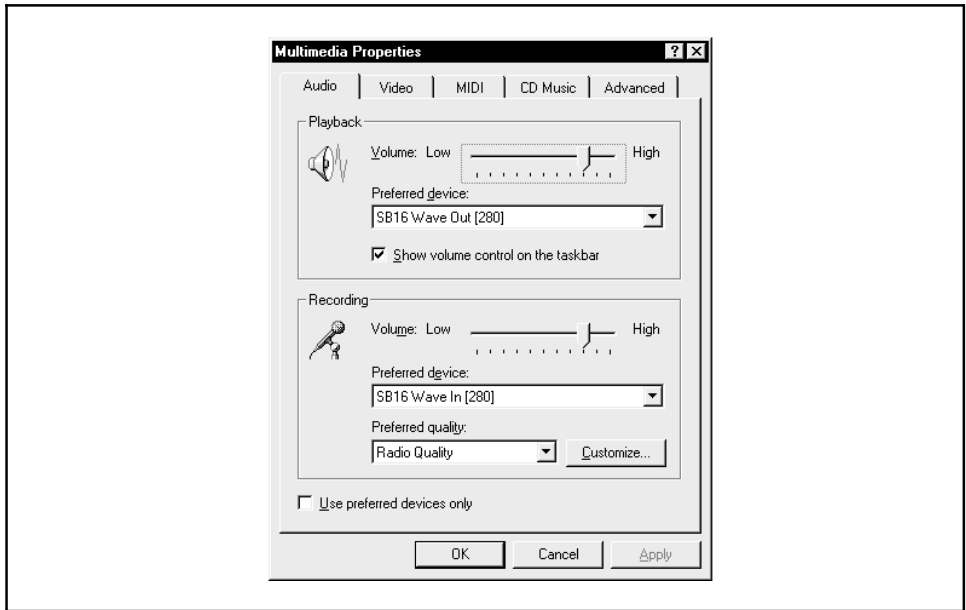 Multimedia Properties
Audio Video MIDI CD Music Advanced
Playback
Volume: Low High
Preferred device:
SB16 Wave Out [280]
Show volume control on the taskbar
Recording
Volume: Low High
Preferred device:
SB16 Wave In [280]
Preferred quality:
Radio Quality Customize...
Use preferred devices only
OK Cancel Apply